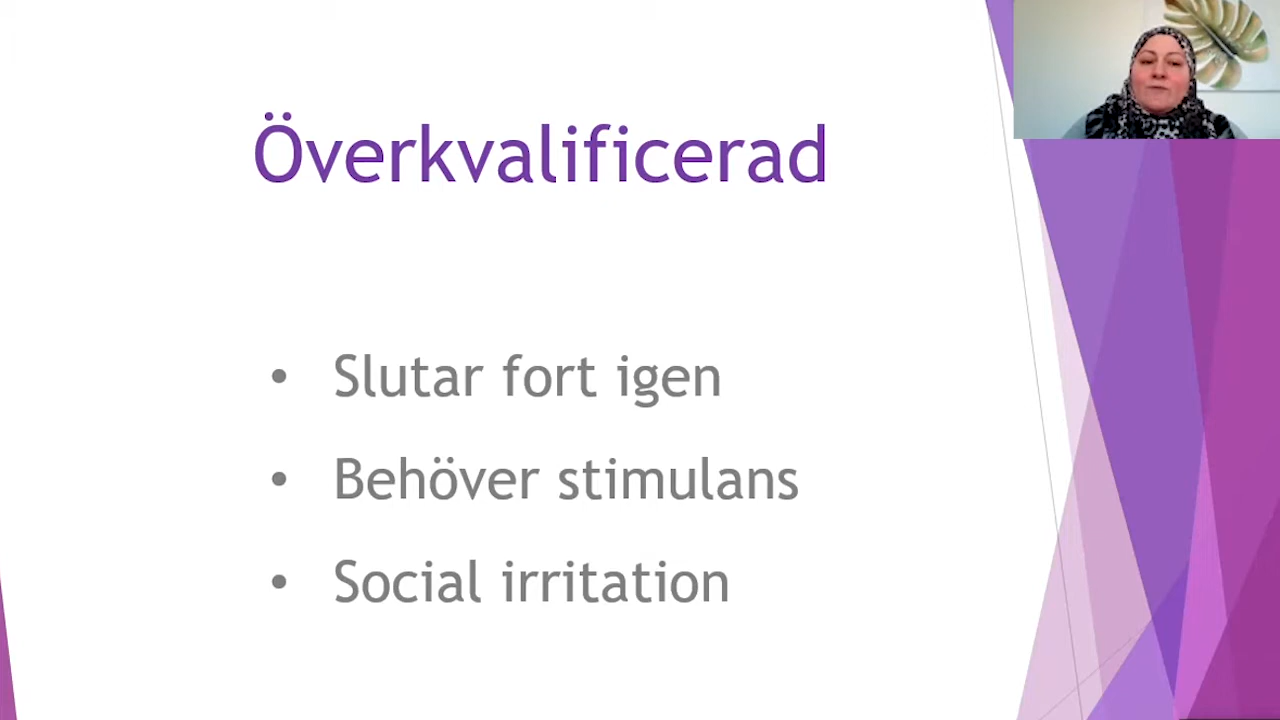 Överkvalificerad
• Slutar fort igen
• Behöver stimulans
• Social irritation